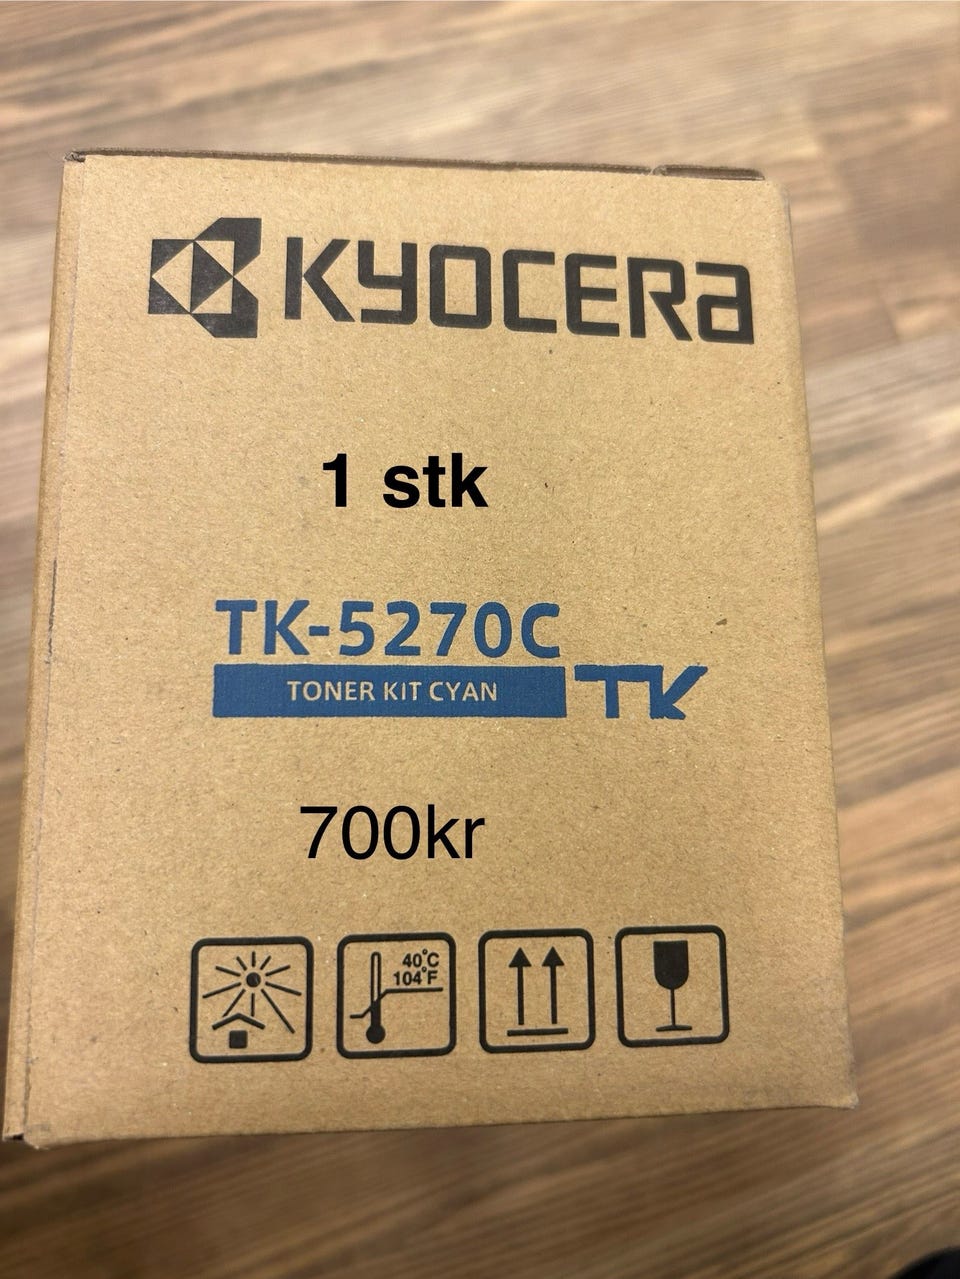 KYOCERA
1 stk
TK-5270C
TONER KIT CYAN TK
700kr
40°C
104°F